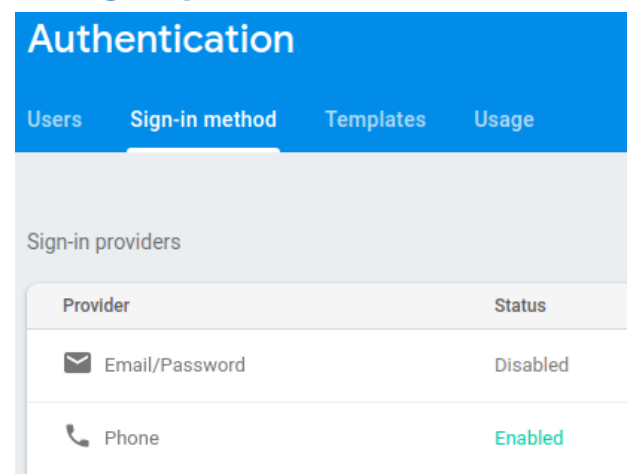 Authentication
Users Sign-in method Templates Usage
Sign-in providers
Provider Status
Email/Password Disabled
Phone Enabled